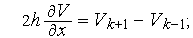 2h ∂V/∂x = V_{k+1} − V_{k−1};